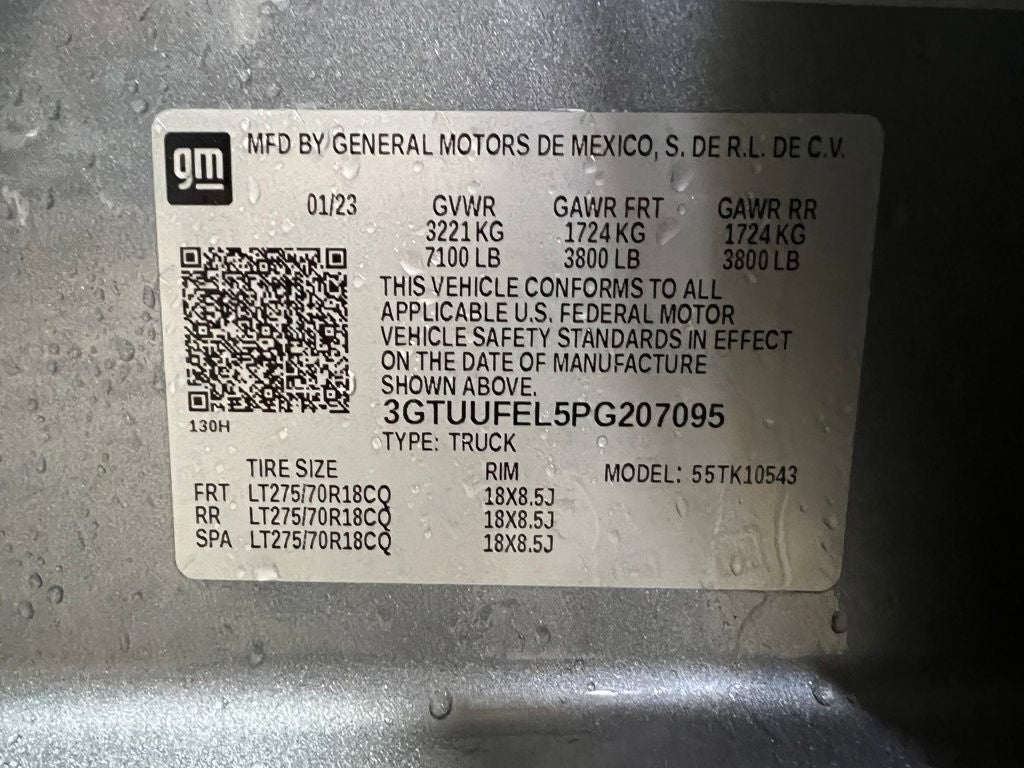 gm
MFD BY GENERAL MOTORS DE MEXICO, S. DE R.L. DE C.V.
01/23 GVWR GAWR FRT GAWR RR
3221 KG 1724 KG 1724 KG
7100 LB 3800 LB 3800 LB
THIS VEHICLE CONFORMS TO ALL
APPLICABLE U.S. FEDERAL MOTOR
VEHICLE SAFETY STANDARDS IN EFFECT
ON THE DATE OF MANUFACTURE
SHOWN ABOVE.
3GTUUFEL5PG207095
130H
TYPE: TRUCK
TIRE SIZE RIM MODEL: 55TK10543
FRT LT275/70R18CQ 18X8.5J
RR LT275/70R18CQ 18X8.5J
SPA LT275/70R18CQ 18X8.5J